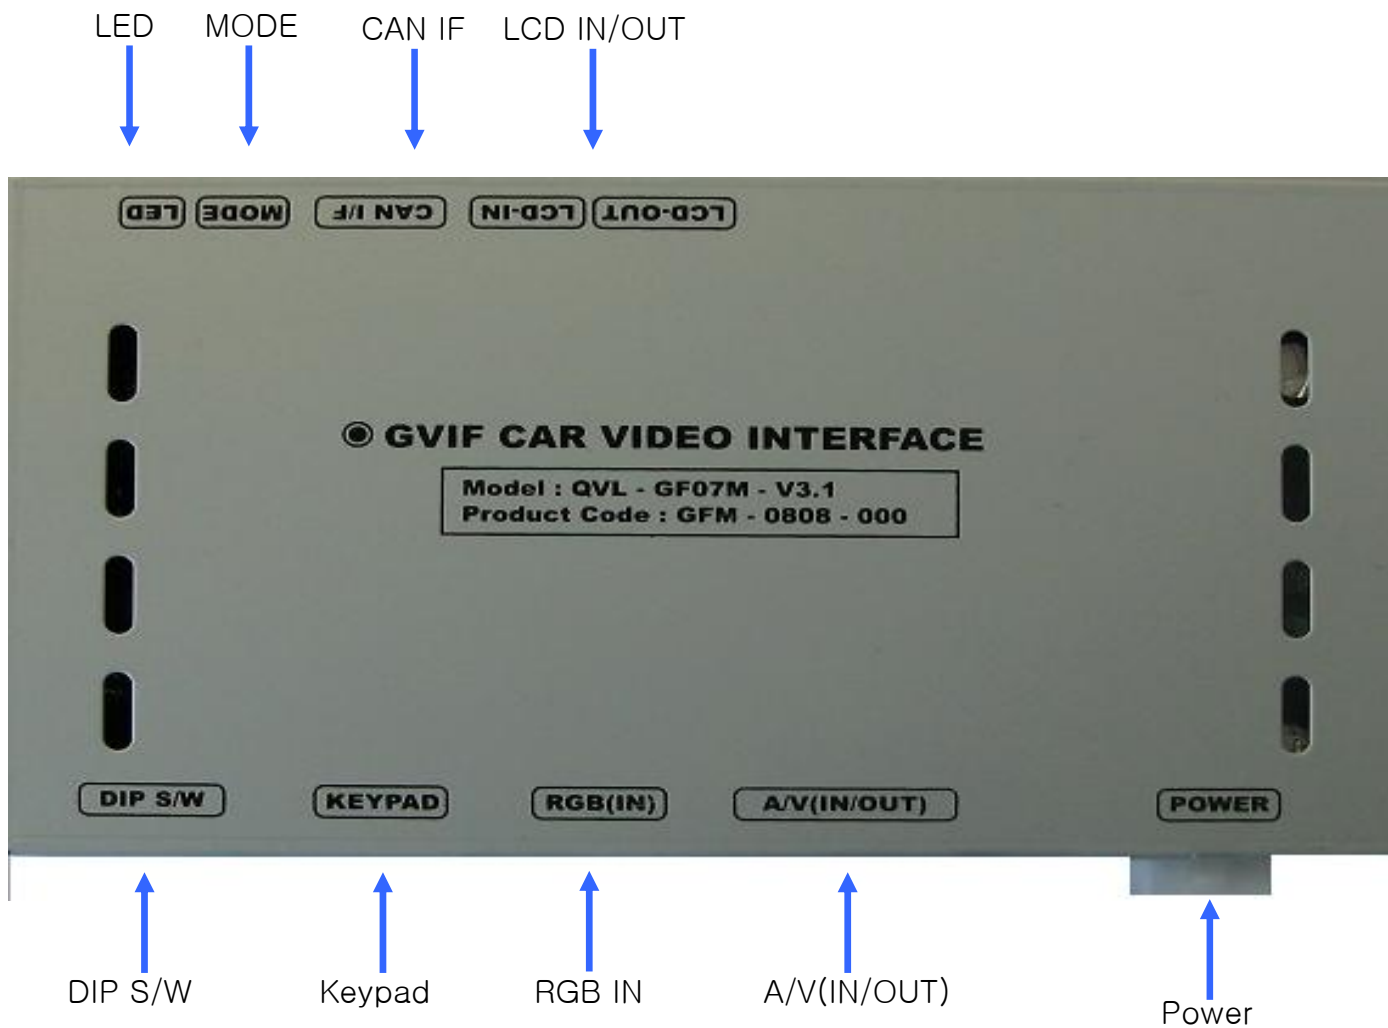 LED MODE CAN IF LCD IN/OUT
LED MODE CAN I/F LCD-IN LCD-OUT
GVIF CAR VIDEO INTERFACE
Model : QVL - GF07M - V3.1
Product Code : GFM - 0808 - 000
DIP S/W KEYPAD RGB(IN) A/V(IN/OUT) POWER
DIP S/W Keypad RGB IN A/V(IN/OUT) Power